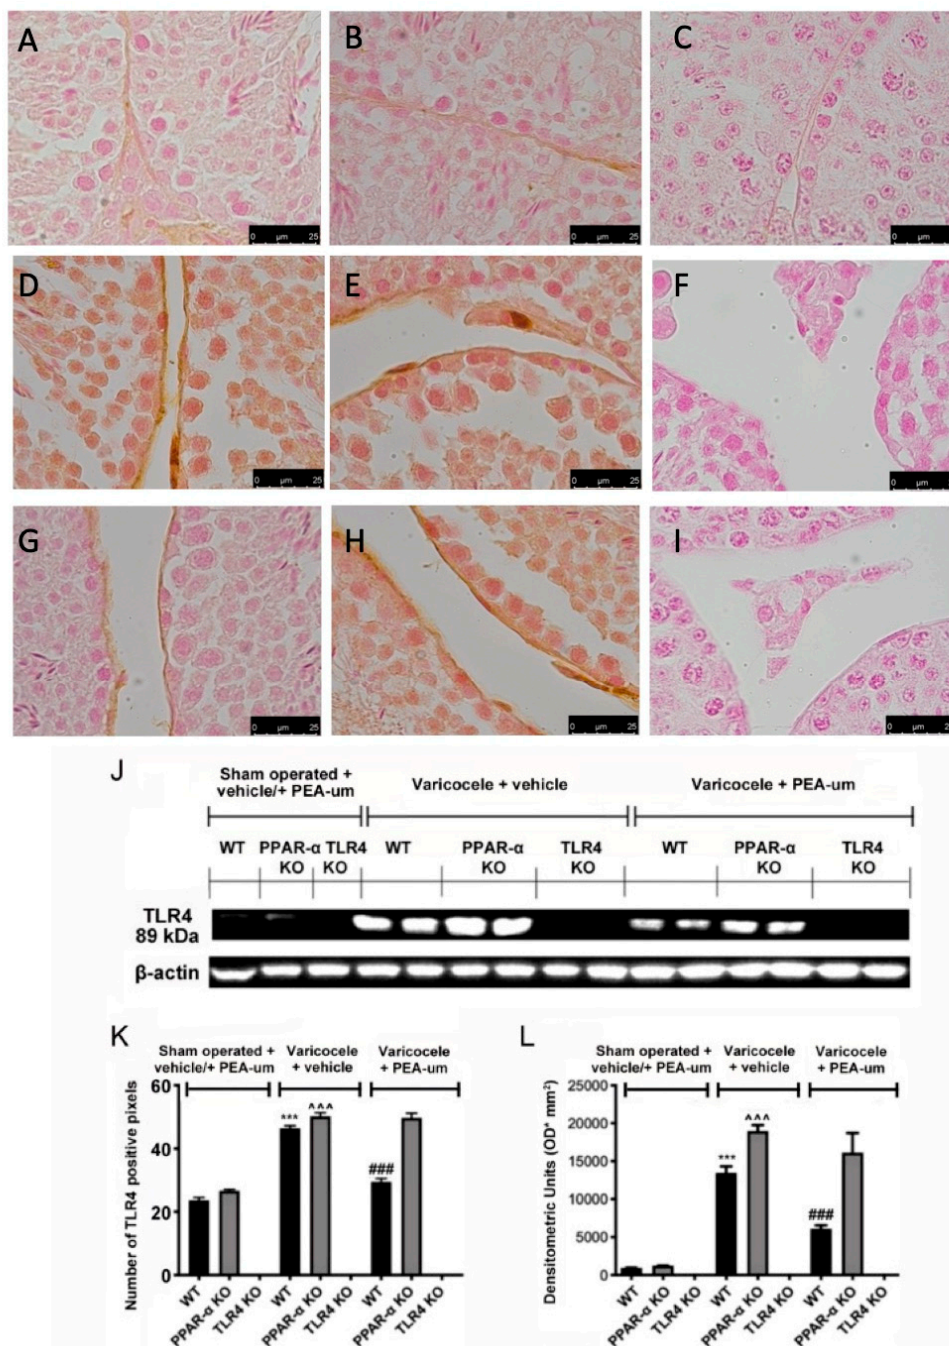 A
B
C
0 µm 25
0 µm 25
0 µm
D
E
F
0 µm 25
0 µm 25
0 µm
G
H
I
0 µm 25
0 µm 25
0 µm
J
Sham operated +
vehicle/+ PEA-um
Varicocele + vehicle
Varicocele + PEA-um
WT
PPAR-α
KO
TLR4
KO
WT
PPAR-α
KO
TLR4
KO
WT
PPAR-α
KO
TLR4
KO
TLR4
89 kDa
β-actin
K
Sham operated +
vehicle/+ PEA-um
Varicocele
+ vehicle
Varicocele
+ PEA-um
Number of TLR4 positive pixels
60
40
20
0
***
^^^
###
WT
PPAR-α KO
TLR4 KO
WT
PPAR-α KO
TLR4 KO
WT
PPAR-α KO
TLR4 KO
L
Sham operated +
vehicle/+ PEA-um
Varicocele
+ vehicle
Varicocele
+ PEA-um
Densitometric Units (OD* mm²)
25000
20000
15000
10000
5000
0
***
^^^
###
WT
PPAR-α KO
TLR4 KO
WT
PPAR-α KO
TLR4 KO
WT
PPAR-α KO
TLR4 KO